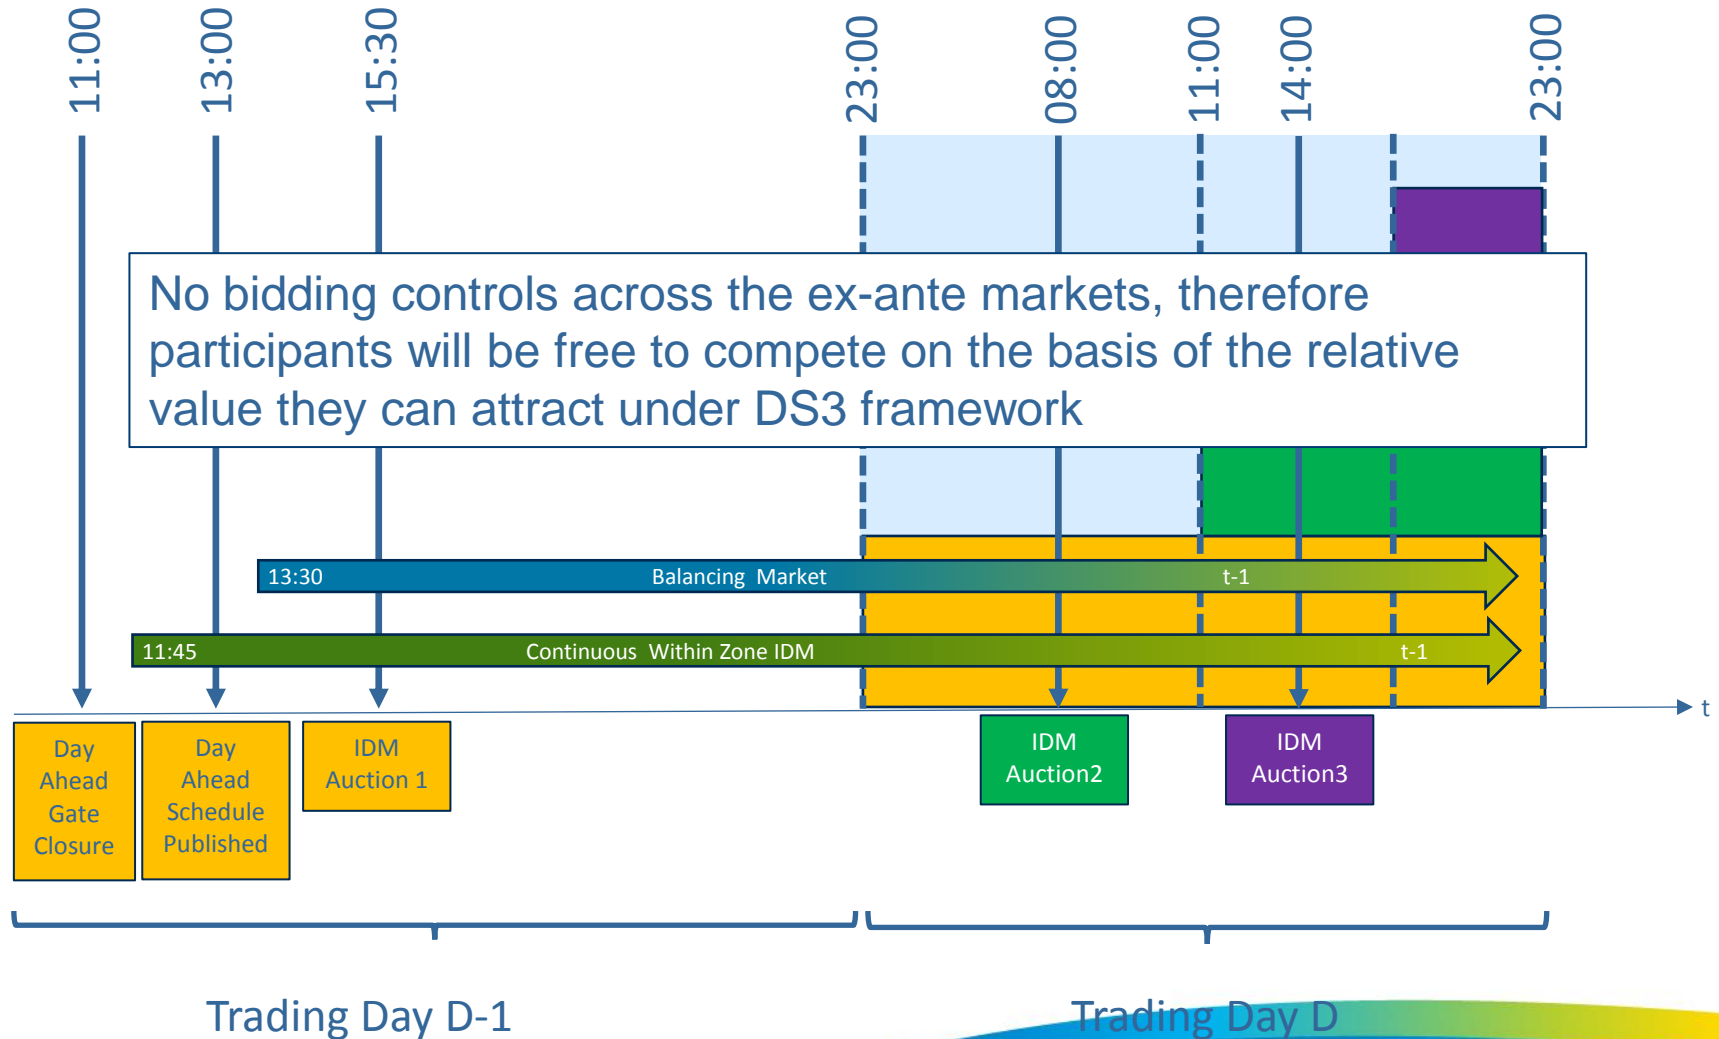 11:00
13:00
15:30
23:00
08:00
11:00
14:00
23:00
No bidding controls across the ex-ante markets, therefore
participants will be free to compete on the basis of the relative
value they can attract under DS3 framework
13:30 Balancing Market t-1
11:45 Continuous Within Zone IDM t-1
t
Day
Ahead
Gate
Closure
Day
Ahead
Schedule
Published
IDM
Auction 1
IDM
Auction2
IDM
Auction3
Trading Day D-1
Trading Day D